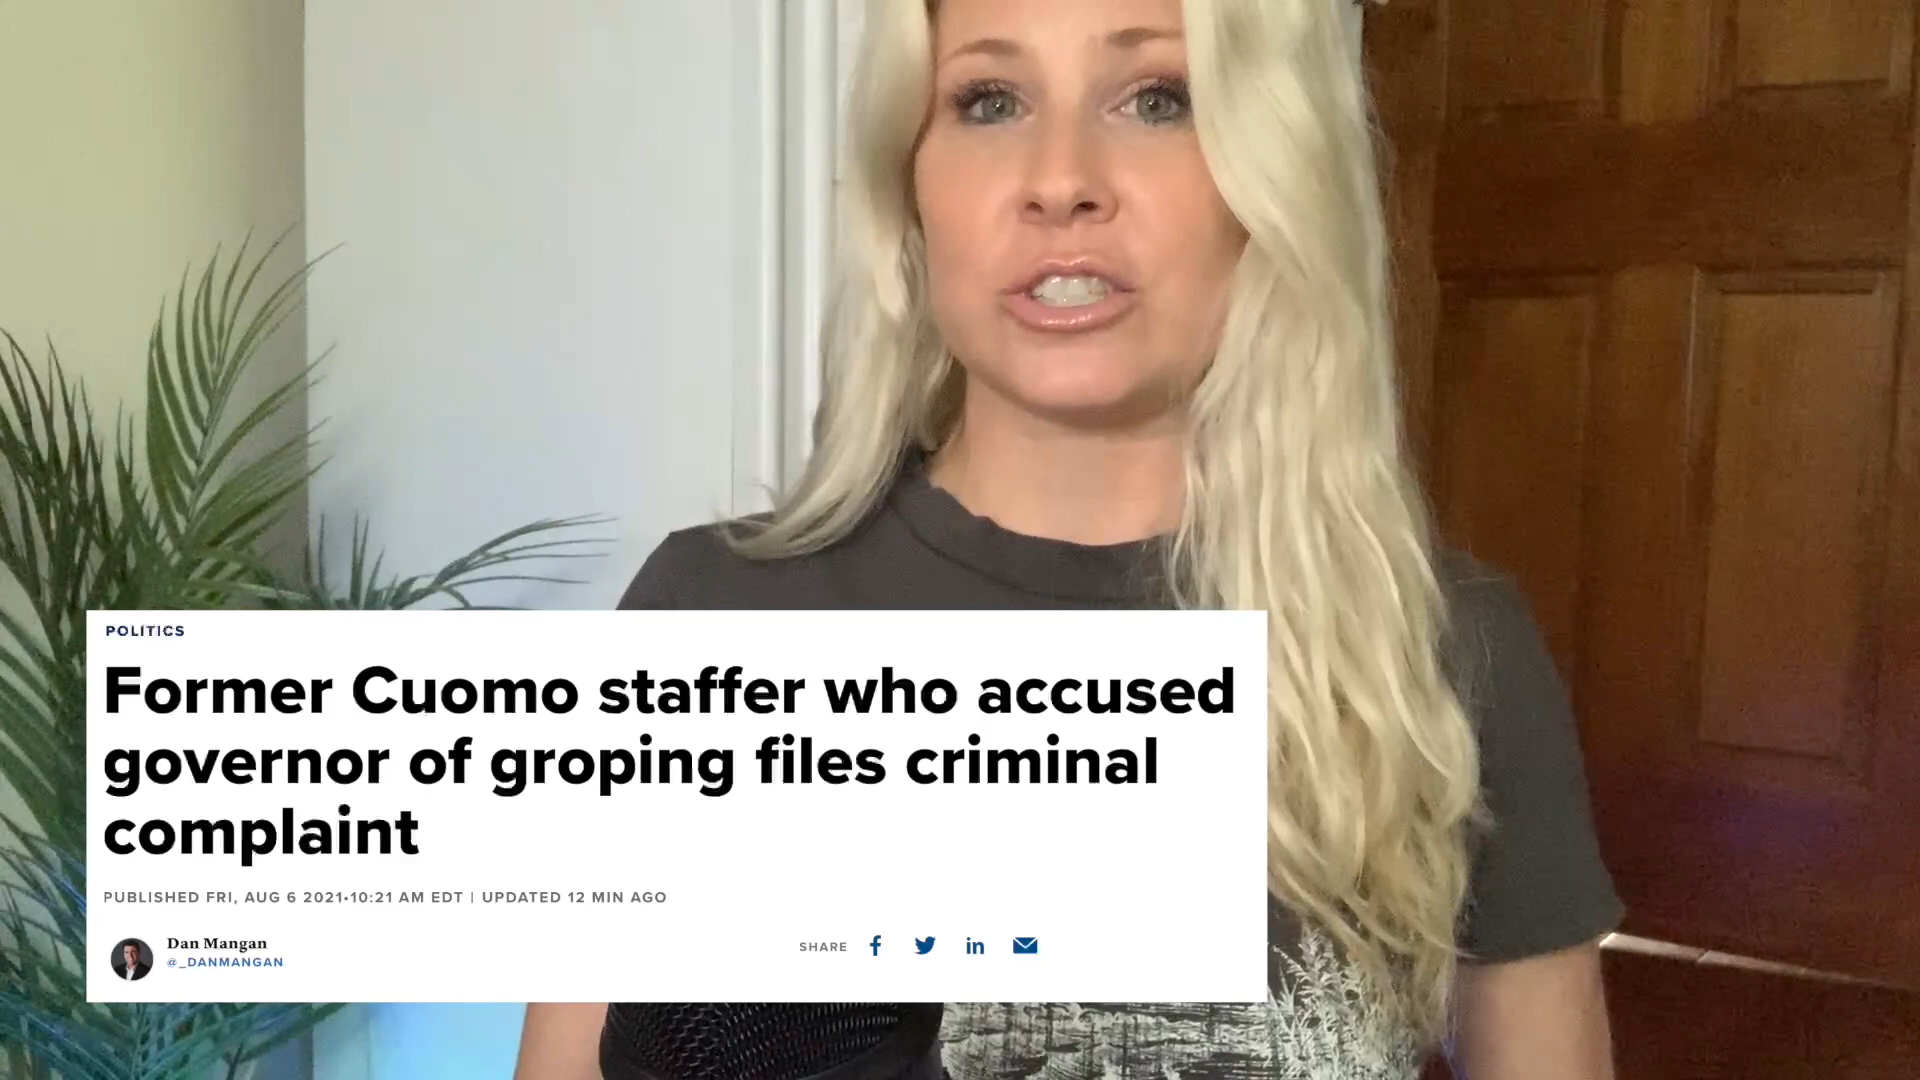 POLITICS
Former Cuomo staffer who accused
governor of groping files criminal
complaint
PUBLISHED FRI, AUG 6 2021•10:21 AM EDT | UPDATED 12 MIN AGO
Dan Mangan
@_DANMANGAN
SHARE